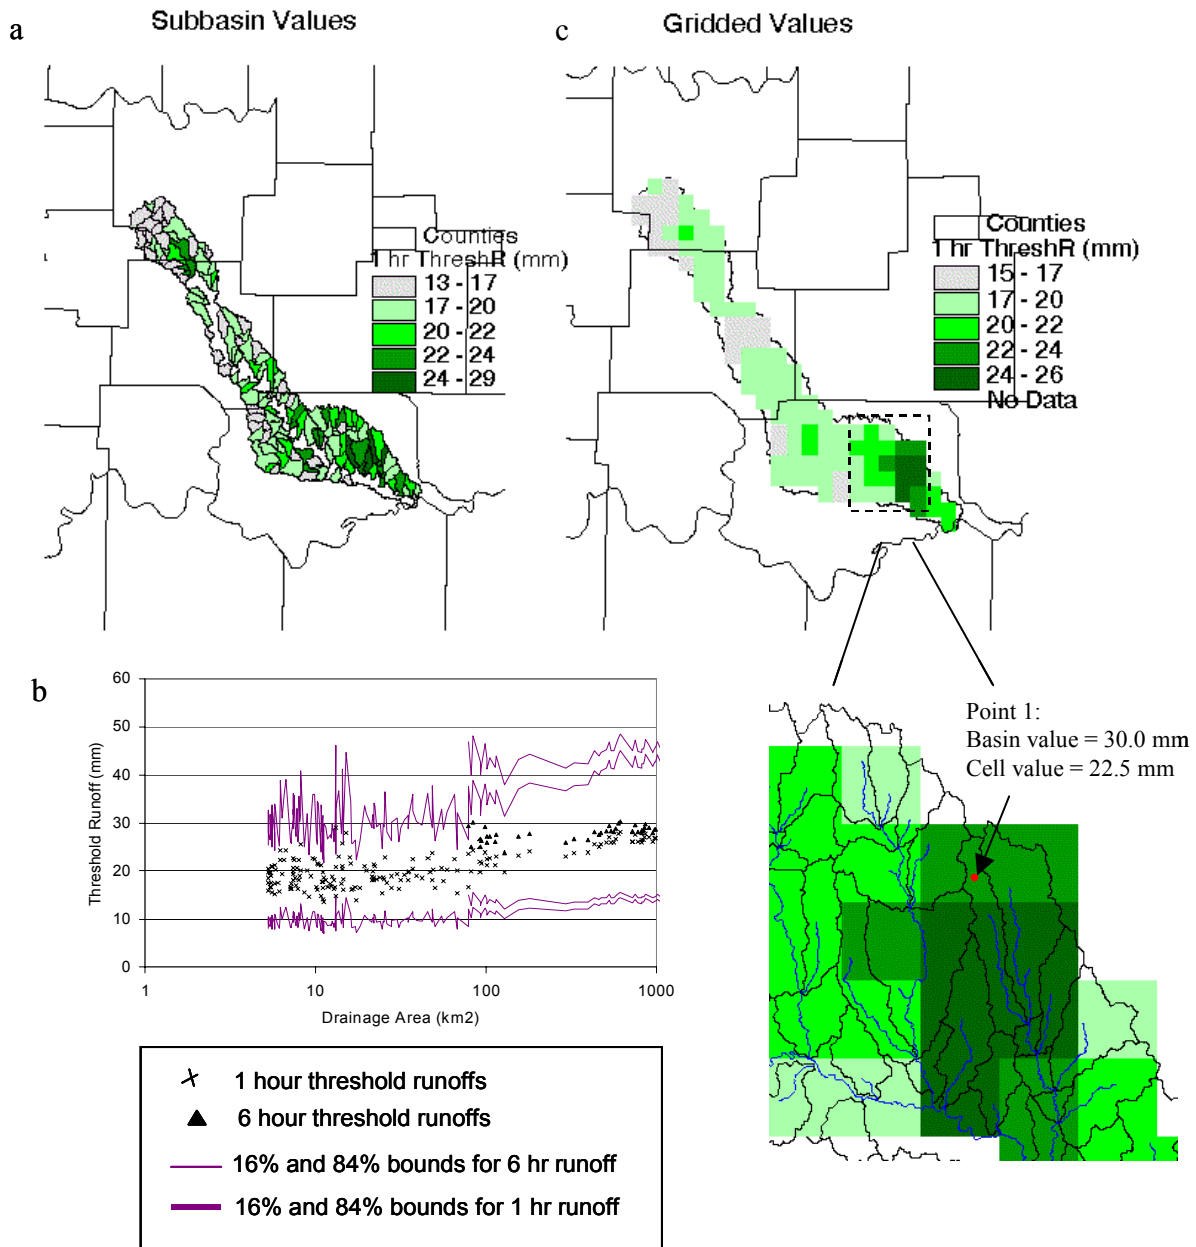 a
Subbasin Values
Counties
1 hr ThreshR (mm)
13 - 17
17 - 20
20 - 22
22 - 24
24 - 29
c
Gridded Values
Counties
1 hr ThreshR (mm)
15 - 17
17 - 20
20 - 22
22 - 24
24 - 26
No Data
b
Threshold Runoff (mm)
60
50
40
30
20
10
0
1
10
100
1000
Drainage Area (km2)
Point 1:
Basin value = 30.0 mm
Cell value = 22.5 mm
1 hour threshold runoffs
6 hour threshold runoffs
16% and 84% bounds for 6 hr runoff
16% and 84% bounds for 1 hr runoff